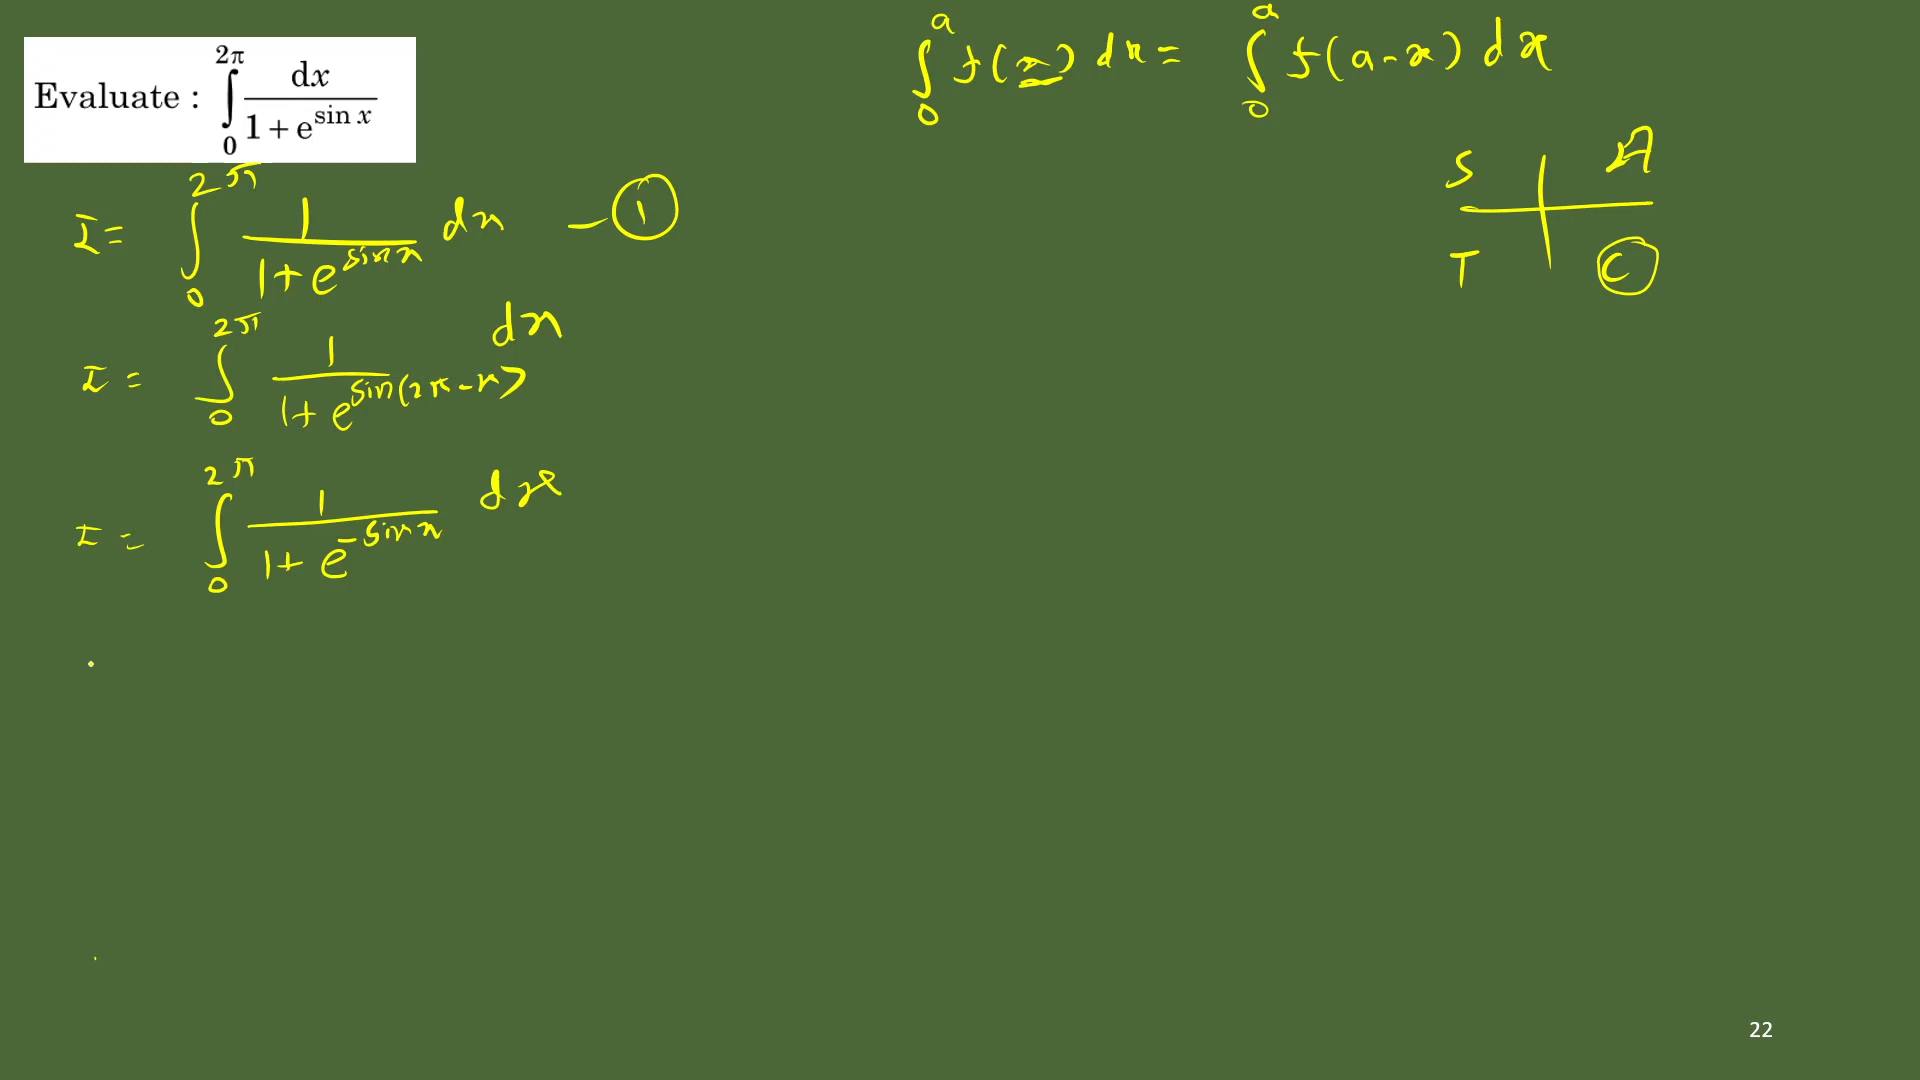 Evaluate : ∫₀^{2π} dx / (1 + e^{sin x})
∫₀^a f(x) dx = ∫₀^a f(a-x) dx
S A
T C
I = ∫₀^{2π} 1 / (1 + e^{sin x}) dx — ①
I = ∫₀^{2π} 1 / (1 + e^{sin(2π-x)}) dx
I = ∫₀^{2π} 1 / (1 + e^{-sin x}) dx
22